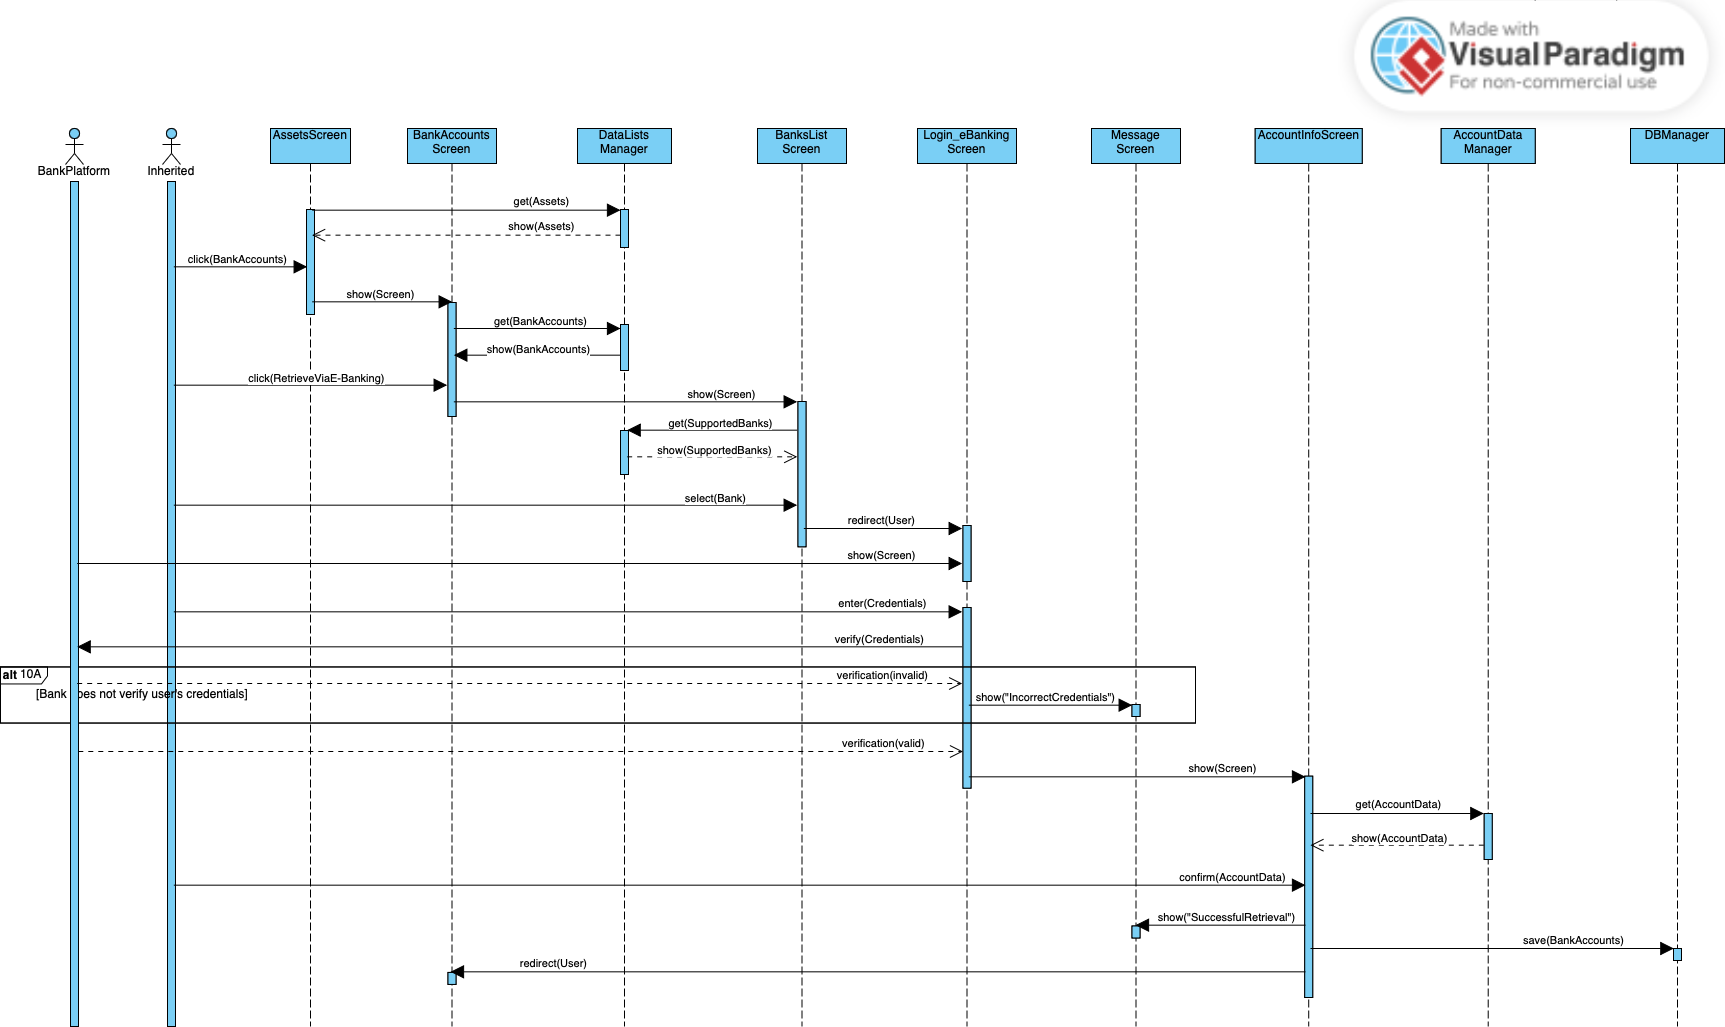 Made with
Visual Paradigm
For non-commercial use
BankPlatform
Inherited
AssetsScreen
BankAccounts
Screen
DataLists
Manager
BanksList
Screen
Login_eBanking
Screen
Message
Screen
AccountInfoScreen
AccountData
Manager
DBManager
get(Assets)
show(Assets)
click(BankAccounts)
show(Screen)
get(BankAccounts)
show(BankAccounts)
click(RetrieveViaE-Banking)
show(Screen)
get(SupportedBanks)
show(SupportedBanks)
select(Bank)
redirect(User)
show(Screen)
enter(Credentials)
verify(Credentials)
alt 10A
verification(invalid)
[Bank does not verify user's credentials]
show("IncorrectCredentials")
verification(valid)
show(Screen)
get(AccountData)
show(AccountData)
confirm(AccountData)
show("SuccessfulRetrieval")
save(BankAccounts)
redirect(User)